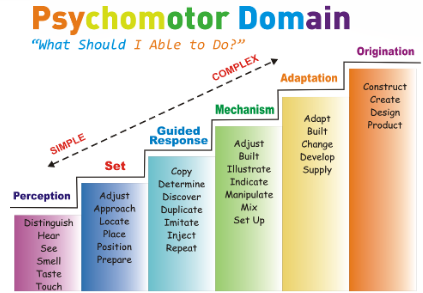 Psychomotor Domain
“What Should I Able to Do?”
SIMPLE
COMPLEX
Perception
Distinguish
Hear
See
Smell
Taste
Touch
Set
Adjust
Approach
Locate
Place
Position
Prepare
Guided
Response
Copy
Determine
Discover
Duplicate
Imitate
Inject
Repeat
Mechanism
Adjust
Built
Illustrate
Indicate
Manipulate
Mix
Set Up
Adaptation
Adapt
Built
Change
Develop
Supply
Origination
Construct
Create
Design
Product